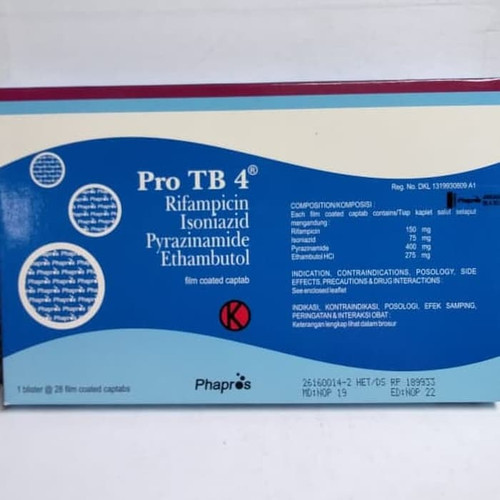 Pro TB 4®
Rifampicin
Isoniazid
Pyrazinamide
Ethambutol
film coated captab
K
1 blister @ 28 film coated captabs
Phapros
Reg. No. DKL 1319930809 A1
COMPOSITION/KOMPOSISI :
Each film coated captab contains/Tiap kaplet salut selaput
mangandung :
Rifampicin 150 mg
Isoniazid 75 mg
Pyrazinamide 400 mg
Ethambutol HCl 275 mg
INDICATION, CONTRAINDICATIONS, POSOLOGY, SIDE
EFFECTS, PRECAUTIONS & DRUG INTERACTIONS :
See enclosed leaflet
INDIKASI, KONTRAINDIKASI, POSOLOGI, EFEK SAMPING,
PERINGATAN & INTERAKSI OBAT :
Keterangan lengkap lihat dalam brosur
26160014-2 HET/DS RP 189933
MD:NOP 19 ED:NOP 22